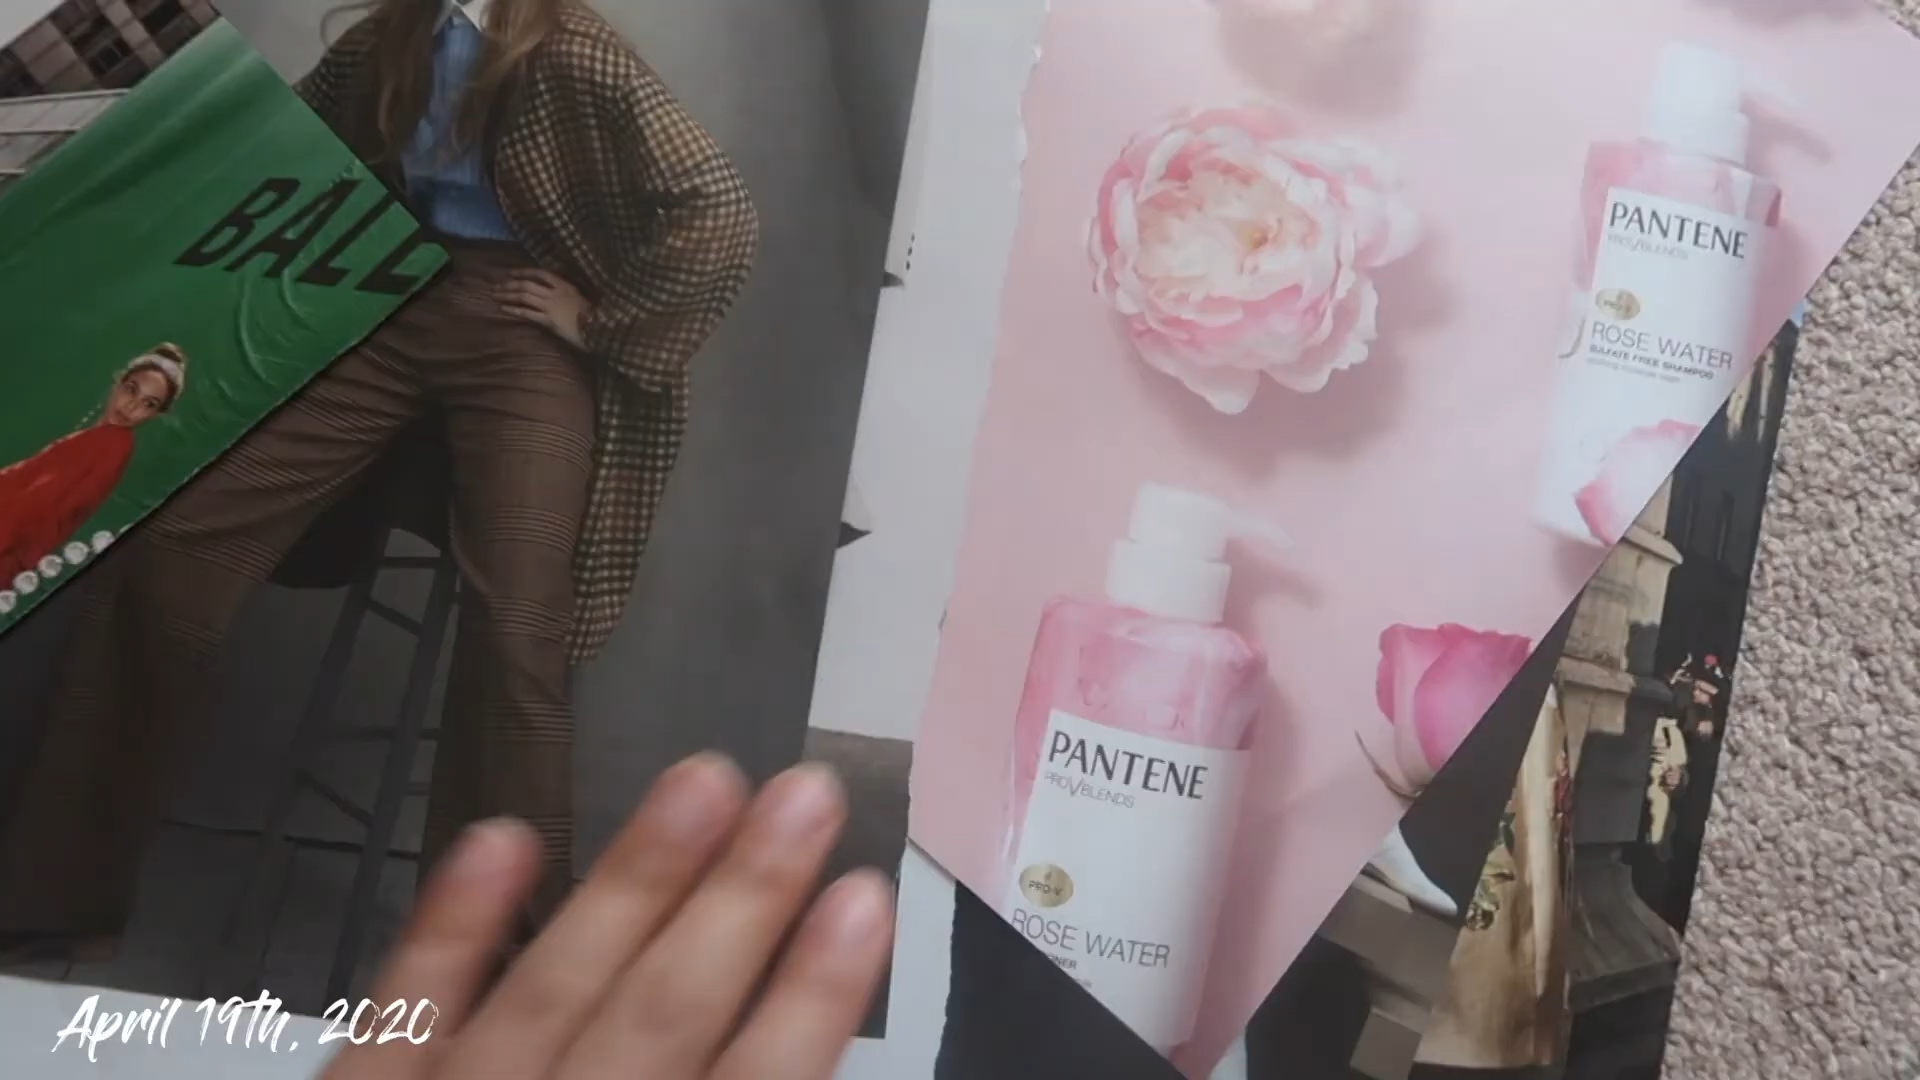 BALL
PANTENE
PRO V BLENDS
ROSE WATER
SULFATE FREE SHAMPOO
PANTENE
PRO V BLENDS
PRO-V
ROSE WATER
April 19th, 2020